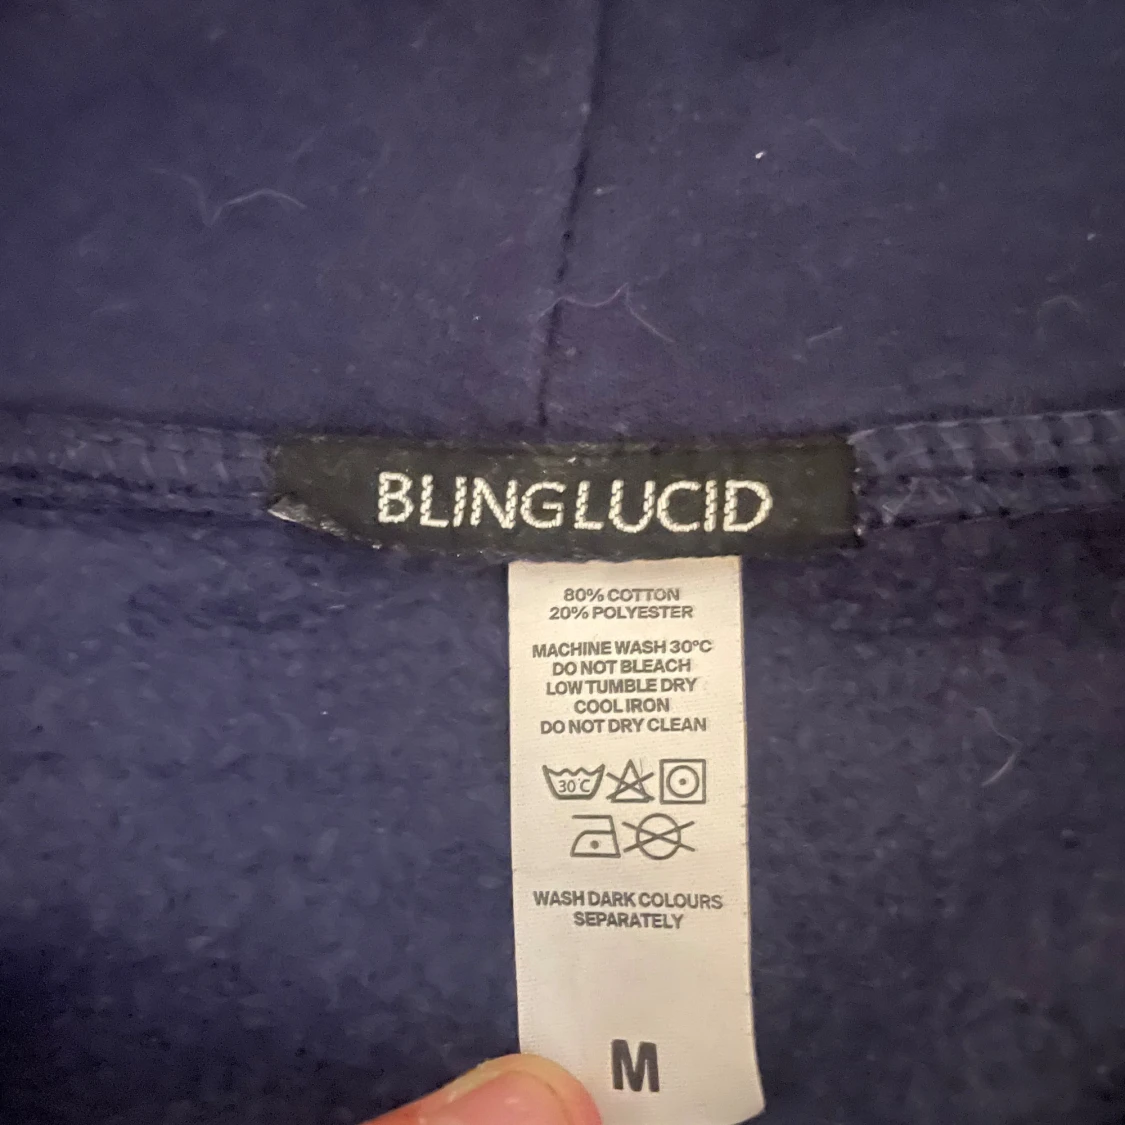 BLINGLUCID
80% COTTON
20% POLYESTER
MACHINE WASH 30°C
DO NOT BLEACH
LOW TUMBLE DRY
COOL IRON
DO NOT DRY CLEAN
30°C
WASH DARK COLOURS
SEPARATELY
M